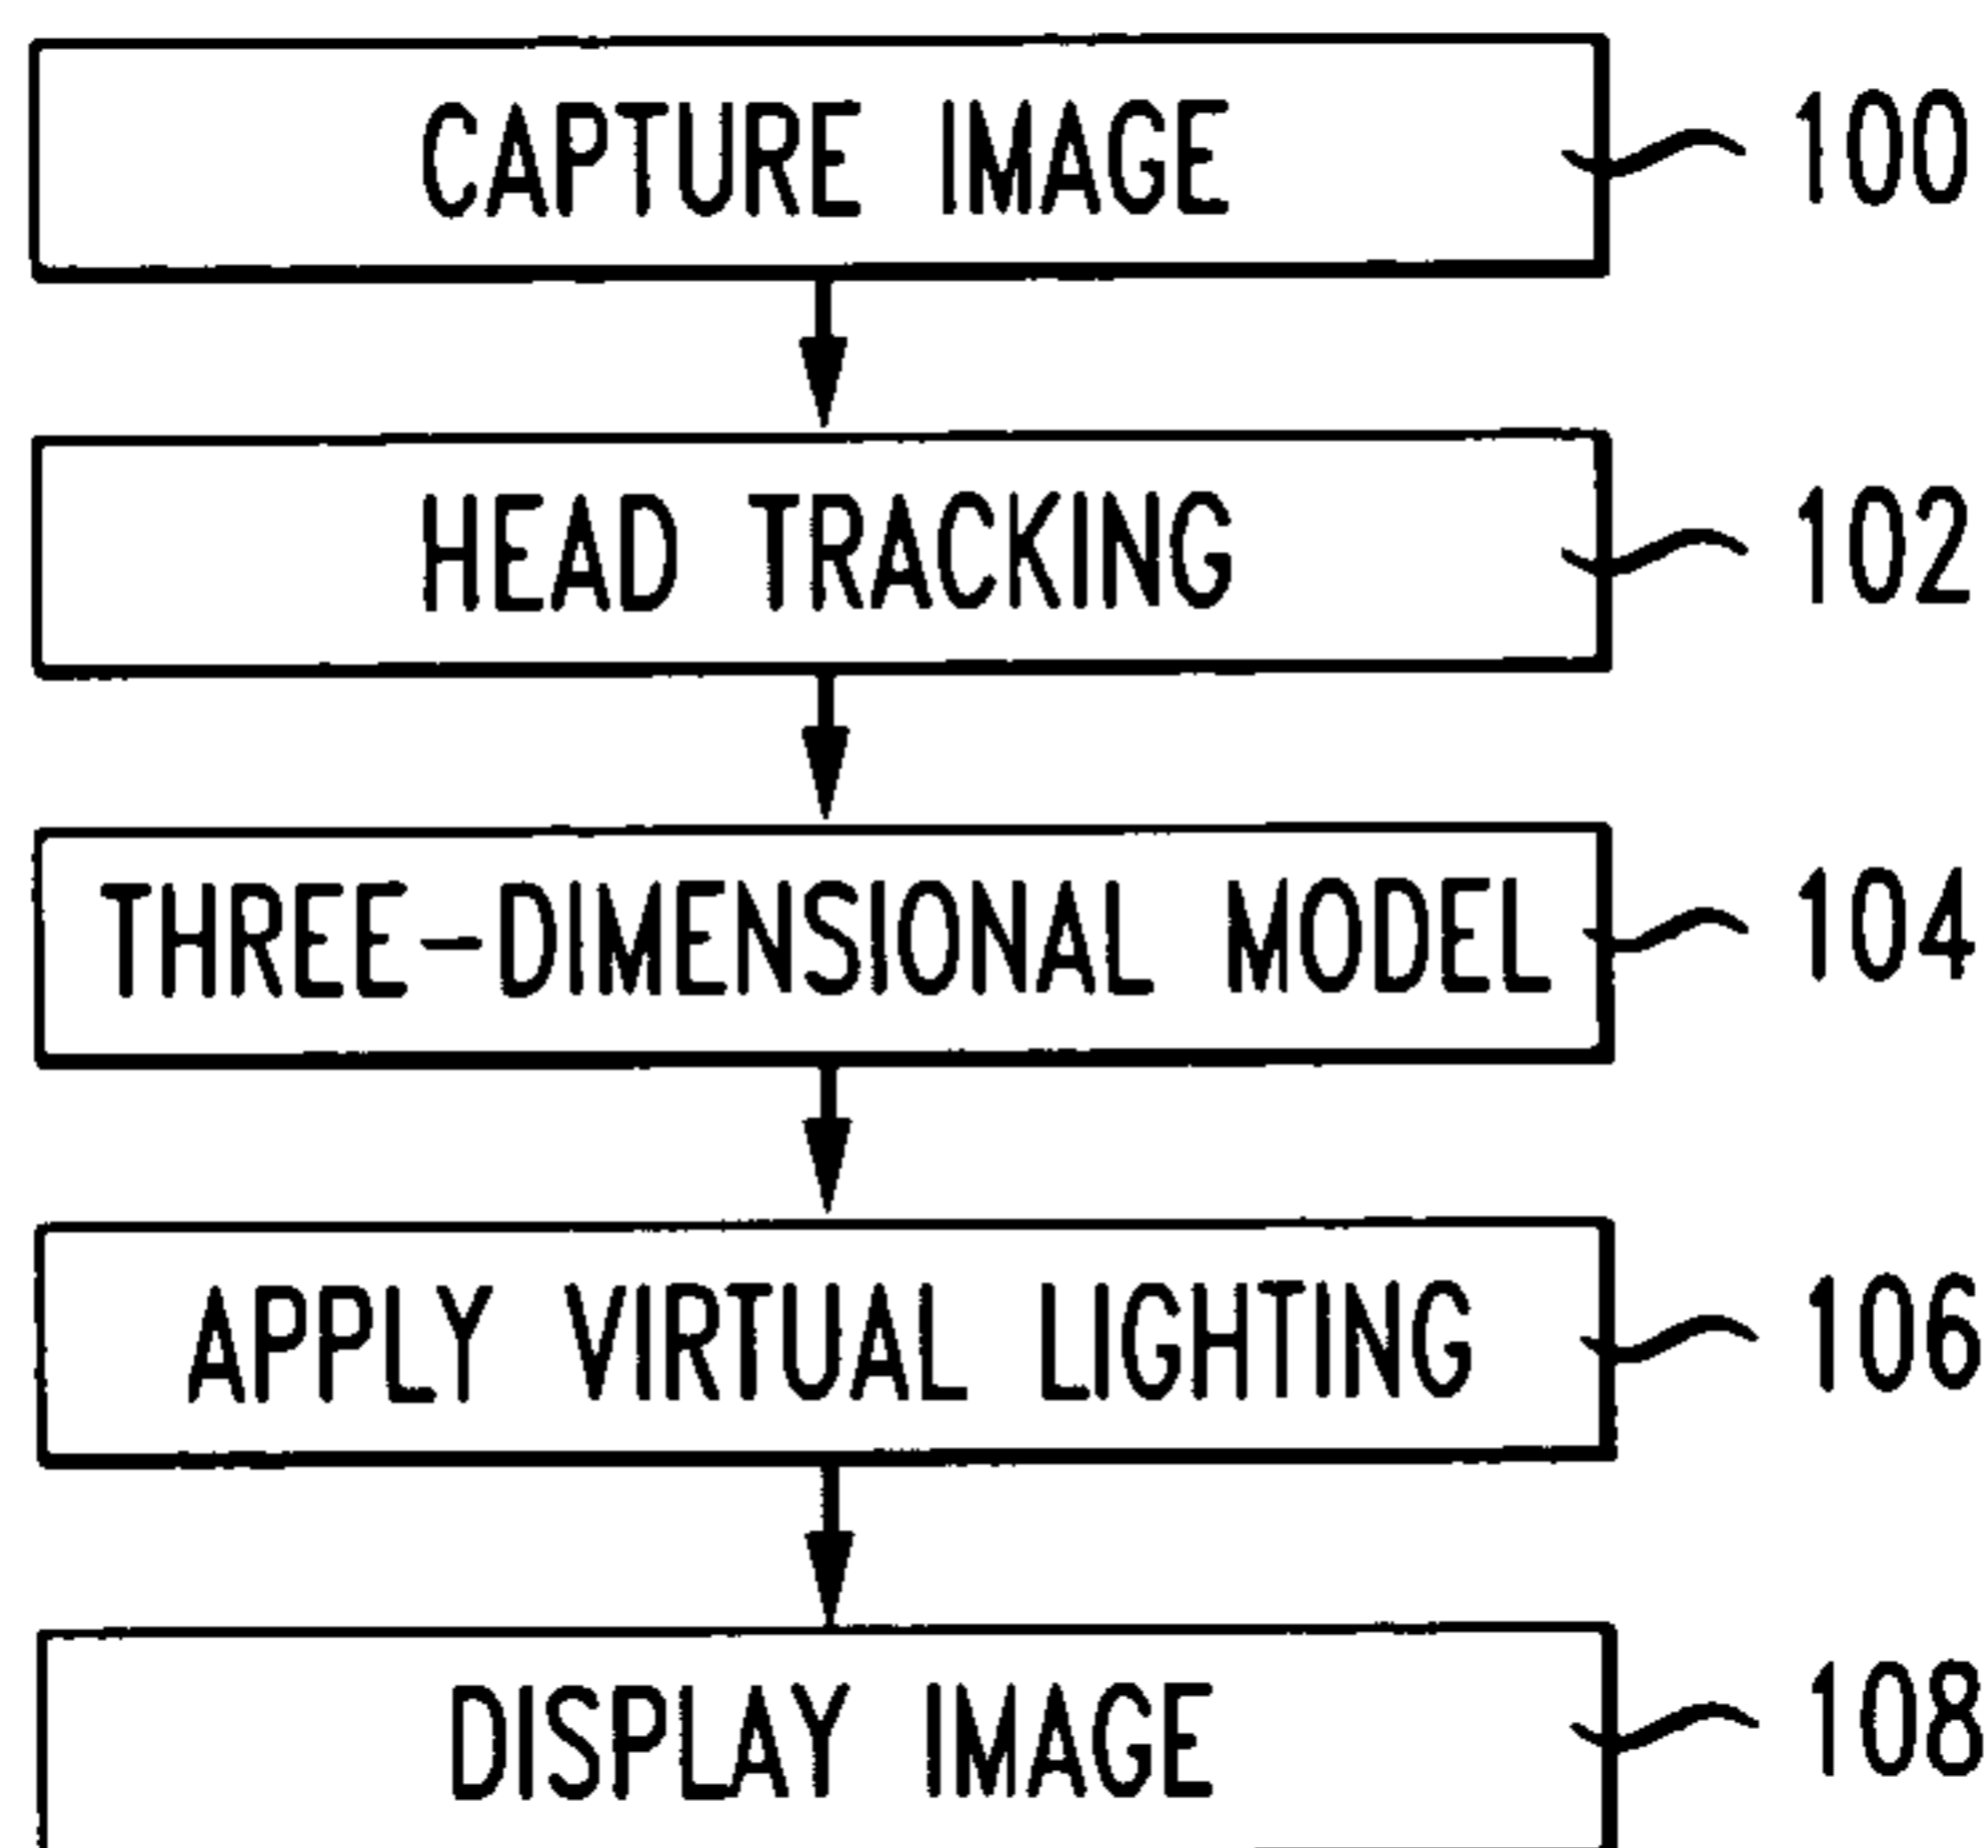 CAPTURE IMAGE 100
HEAD TRACKING 102
THREE-DIMENSIONAL MODEL 104
APPLY VIRTUAL LIGHTING 106
DISPLAY IMAGE 108